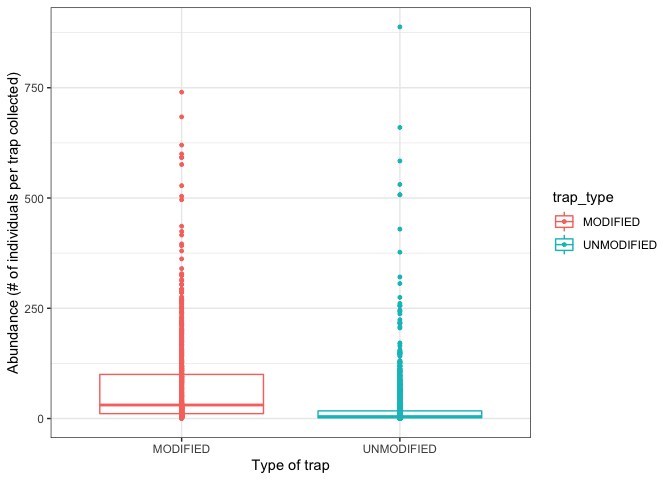 Abundance (# of individuals per trap collected)
750
500
250
0
MODIFIED
UNMODIFIED
Type of trap
trap_type
MODIFIED
UNMODIFIED